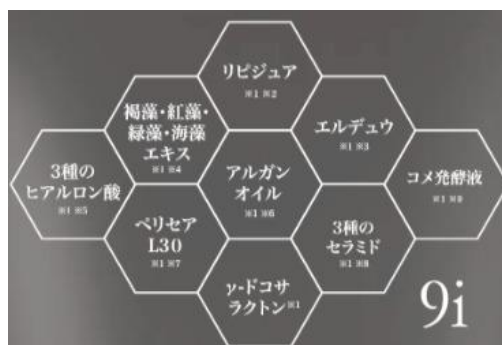 リピジュア
※1 ※2
褐藻・紅藻・
緑藻・海藻
エキス
※1 ※4
エルデュウ
※1 ※3
3種の
ヒアルロン酸
※1 ※5
アルガン
オイル
※1 ※6
コメ発酵液
※1 ※9
ペリセア
L30
※1 ※7
3種の
セラミド
※1 ※8
γ-ドコサ
ラクトン※1
9i